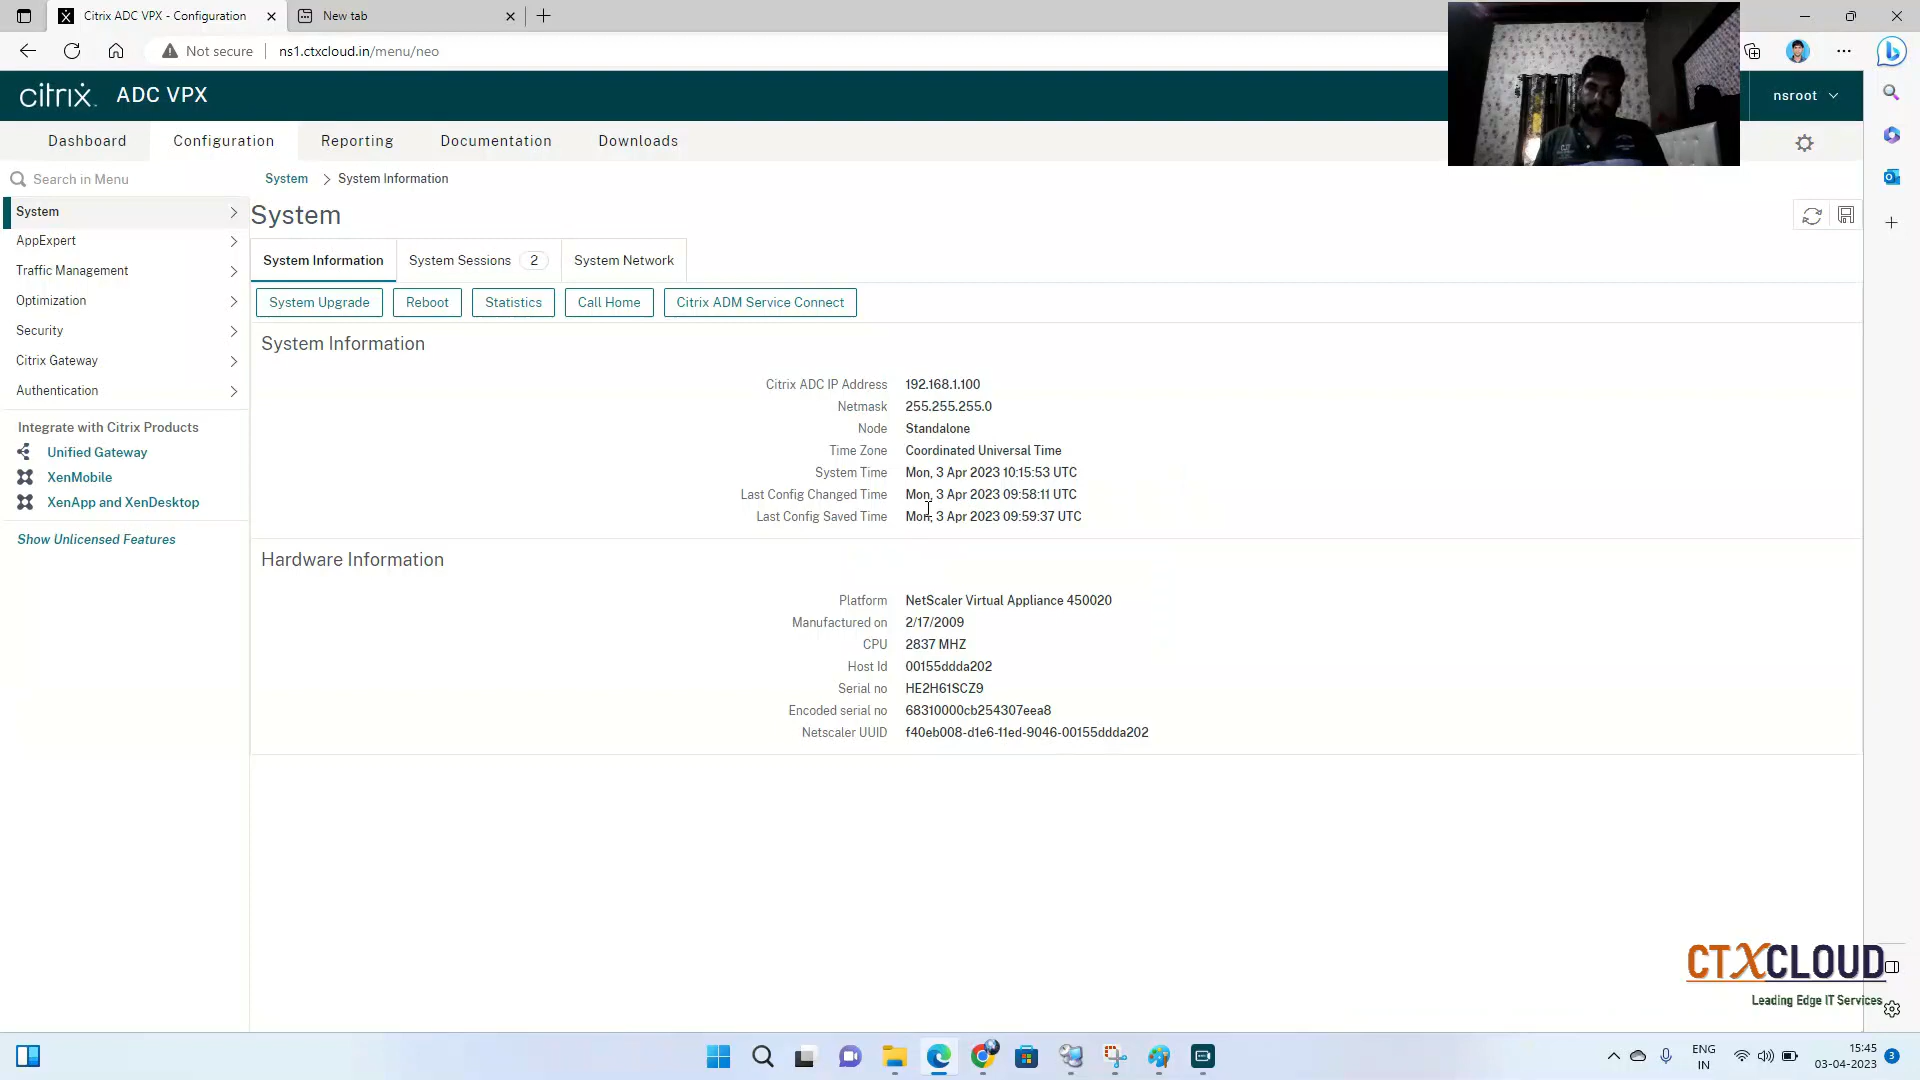 Citrix ADC VPX - Configuration
New tab
Not secure
ns1.ctxcloud.in/menu/neo
citrix. ADC VPX
nsroot
Dashboard
Configuration
Reporting
Documentation
Downloads
Search in Menu
System
AppExpert
Traffic Management
Optimization
Security
Citrix Gateway
Authentication
Integrate with Citrix Products
Unified Gateway
XenMobile
XenApp and XenDesktop
Show Unlicensed Features
System System Information
System
System Information
System Sessions 2
System Network
System Upgrade
Reboot
Statistics
Call Home
Citrix ADM Service Connect
System Information
Citrix ADC IP Address 192.168.1.100
Netmask 255.255.255.0
Node Standalone
Time Zone Coordinated Universal Time
System Time Mon, 3 Apr 2023 10:15:53 UTC
Last Config Changed Time Mon, 3 Apr 2023 09:58:11 UTC
Last Config Saved Time Mon, 3 Apr 2023 09:59:37 UTC
Hardware Information
Platform NetScaler Virtual Appliance 450020
Manufactured on 2/17/2009
CPU 2837 MHZ
Host Id 00155ddda202
Serial no HE2H61SCZ9
Encoded serial no 68310000cb254307eea8
Netscaler UUID f40eb008-d1e6-11ed-9046-00155ddda202
CTXCLOUD
Leading Edge IT Services
ENG
IN
15:45
03-04-2023
3